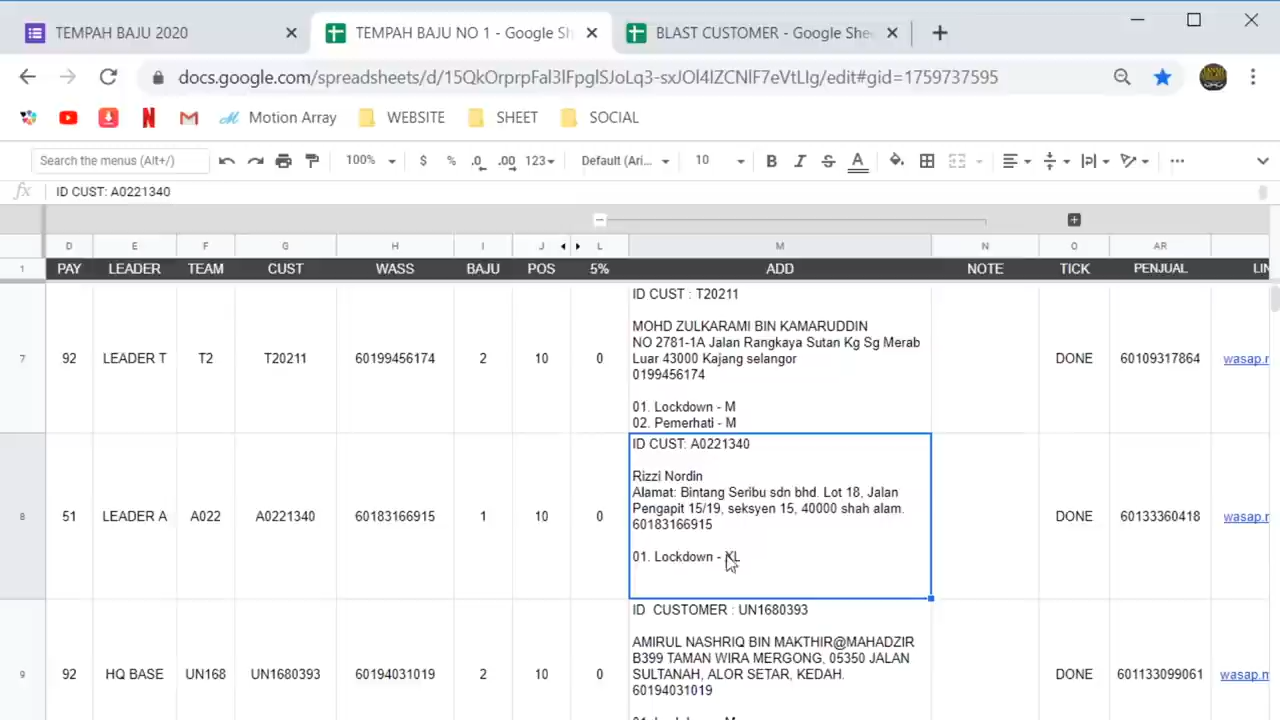 TEMPAH BAJU 2020
TEMPAH BAJU NO 1 - Google Sh
BLAST CUSTOMER - Google Shee
docs.google.com/spreadsheets/d/15QkOrprpFal3lFpglSJoLq3-sxJOl4lZCNlF7eVtLIg/edit#gid=1759737595
Motion Array
WEBSITE
SHEET
SOCIAL
Search the menus (Alt+/)
100%
$
%
.0
.00
123
Default (Ari...
10
B
I
S
A
fx
ID CUST: A0221340
D E F G H I J L M N O AR
1 PAY LEADER TEAM CUST WASS BAJU POS 5% ADD NOTE TICK PENJUAL LIN
7 92 LEADER T T2 T20211 60199456174 2 10 0
ID CUST : T20211
MOHD ZULKARAMI BIN KAMARUDDIN
NO 2781-1A Jalan Rangkaya Sutan Kg Sg Merab
Luar 43000 Kajang selangor
0199456174
01. Lockdown - M
02. Pemerhati - M
DONE 60109317864 wasap.r
8 51 LEADER A A022 A0221340 60183166915 1 10 0
ID CUST: A0221340
Rizzi Nordin
Alamat: Bintang Seribu sdn bhd. Lot 18, Jalan
Pengapit 15/19, seksyen 15, 40000 shah alam.
60183166915
01. Lockdown - XL
DONE 60133360418 wasap.r
9 92 HQ BASE UN168 UN1680393 60194031019 2 10 0
ID CUSTOMER : UN1680393
AMIRUL NASHRIQ BIN MAKTHIR@MAHADZIR
B399 TAMAN WIRA MERGONG, 05350 JALAN
SULTANAH, ALOR SETAR, KEDAH.
60194031019
DONE 601133099061 wasap.r